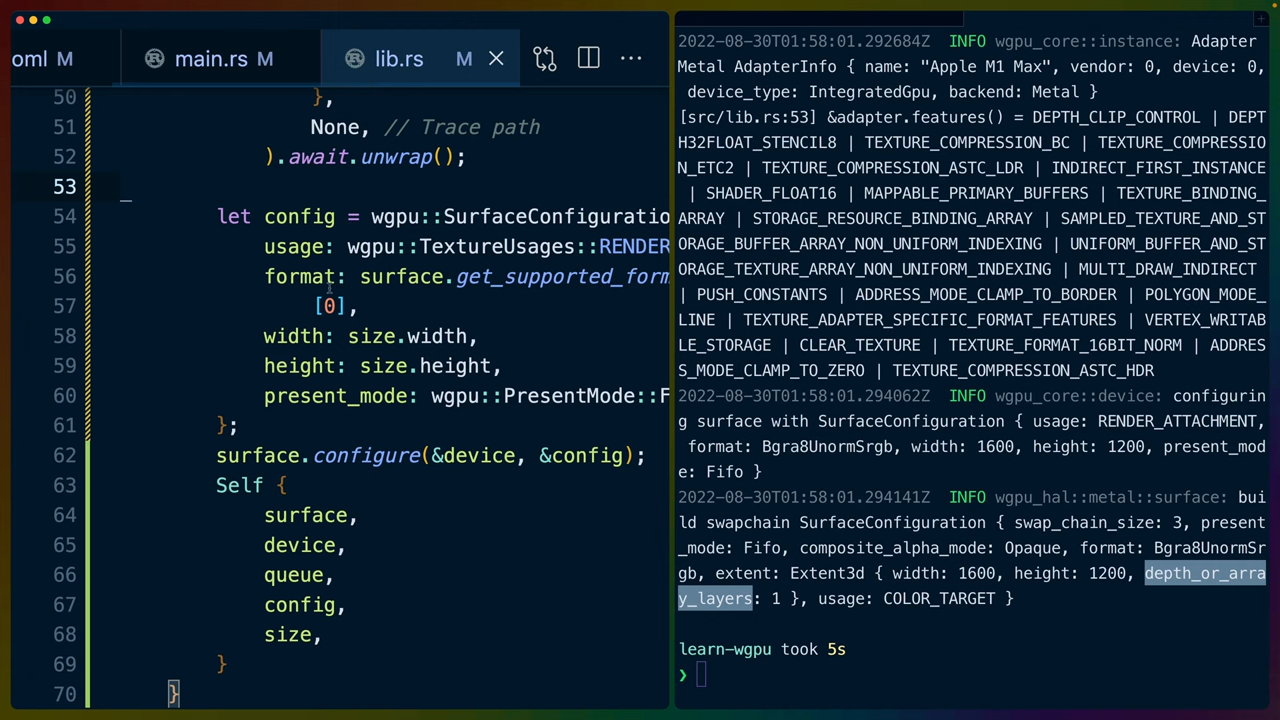 oml M main.rs M lib.rs M
50 },
51 None, // Trace path
52 ).await.unwrap();
53
54 let config = wgpu::SurfaceConfiguratio
55 usage: wgpu::TextureUsages::RENDER
56 format: surface.get_supported_form
57 [0],
58 width: size.width,
59 height: size.height,
60 present_mode: wgpu::PresentMode::F
61 };
62 surface.configure(&device, &config);
63 Self {
64 surface,
65 device,
66 queue,
67 config,
68 size,
69 }
70 }
2022-08-30T01:58:01.292684Z INFO wgpu_core::instance: Adapter
Metal AdapterInfo { name: "Apple M1 Max", vendor: 0, device: 0,
device_type: IntegratedGpu, backend: Metal }
[src/lib.rs:53] &adapter.features() = DEPTH_CLIP_CONTROL | DEPT
H32FLOAT_STENCIL8 | TEXTURE_COMPRESSION_BC | TEXTURE_COMPRESSIO
N_ETC2 | TEXTURE_COMPRESSION_ASTC_LDR | INDIRECT_FIRST_INSTANCE
| SHADER_FLOAT16 | MAPPABLE_PRIMARY_BUFFERS | TEXTURE_BINDING_
ARRAY | STORAGE_RESOURCE_BINDING_ARRAY | SAMPLED_TEXTURE_AND_ST
ORAGE_BUFFER_ARRAY_NON_UNIFORM_INDEXING | UNIFORM_BUFFER_AND_ST
ORAGE_TEXTURE_ARRAY_NON_UNIFORM_INDEXING | MULTI_DRAW_INDIRECT
| PUSH_CONSTANTS | ADDRESS_MODE_CLAMP_TO_BORDER | POLYGON_MODE_
LINE | TEXTURE_ADAPTER_SPECIFIC_FORMAT_FEATURES | VERTEX_WRITAB
LE_STORAGE | CLEAR_TEXTURE | TEXTURE_FORMAT_16BIT_NORM | ADDRES
S_MODE_CLAMP_TO_ZERO | TEXTURE_COMPRESSION_ASTC_HDR
2022-08-30T01:58:01.294062Z INFO wgpu_core::device: configurin
g surface with SurfaceConfiguration { usage: RENDER_ATTACHMENT,
format: Bgra8UnormSrgb, width: 1600, height: 1200, present_mod
e: Fifo }
2022-08-30T01:58:01.294141Z INFO wgpu_hal::metal::surface: bui
ld swapchain SurfaceConfiguration { swap_chain_size: 3, present
_mode: Fifo, composite_alpha_mode: Opaque, format: Bgra8UnormSr
gb, extent: Extent3d { width: 1600, height: 1200, depth_or_arra
y_layers: 1 }, usage: COLOR_TARGET }
learn-wgpu took 5s
❯